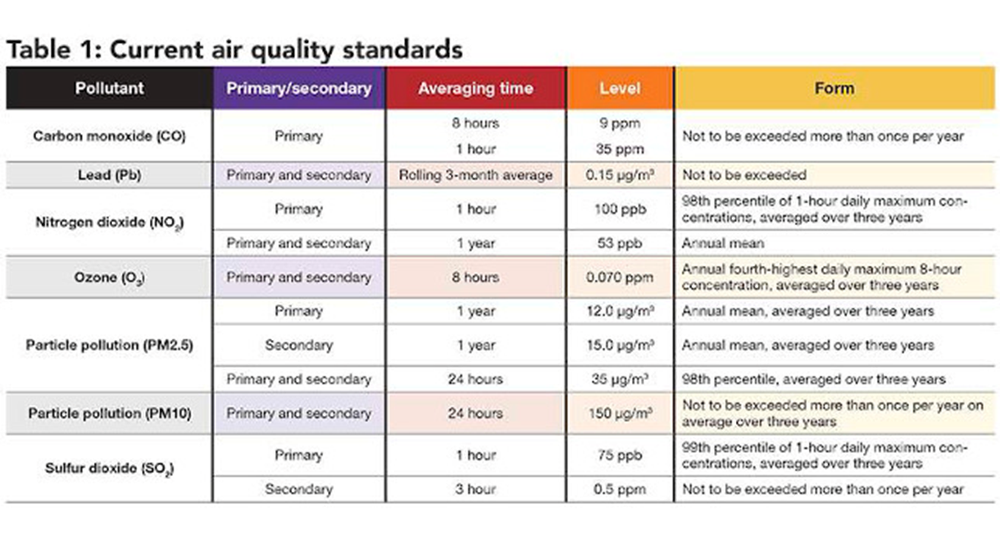 Table 1: Current air quality standards
Pollutant Primary/secondary Averaging time Level Form
Carbon monoxide (CO) Primary 8 hours 9 ppm Not to be exceeded more than once per year
1 hour 35 ppm
Lead (Pb) Primary and secondary Rolling 3-month average 0.15 µg/m³ Not to be exceeded
Nitrogen dioxide (NO₂) Primary 1 hour 100 ppb 98th percentile of 1-hour daily maximum con-
centrations, averaged over three years
Primary and secondary 1 year 53 ppb Annual mean
Ozone (O₃) Primary and secondary 8 hours 0.070 ppm Annual fourth-highest daily maximum 8-hour
concentration, averaged over three years
Particle pollution (PM2.5) Primary 1 year 12.0 µg/m³ Annual mean, averaged over three years
Secondary 1 year 15.0 µg/m³ Annual mean, averaged over three years
Primary and secondary 24 hours 35 µg/m³ 98th percentile, averaged over three years
Particle pollution (PM10) Primary and secondary 24 hours 150 µg/m³ Not to be exceeded more than once per year on
average over three years
Sulfur dioxide (SO₂) Primary 1 hour 75 ppb 99th percentile of 1-hour daily maximum con-
centrations, averaged over three years
Secondary 3 hour 0.5 ppm Not to be exceeded more than once per year